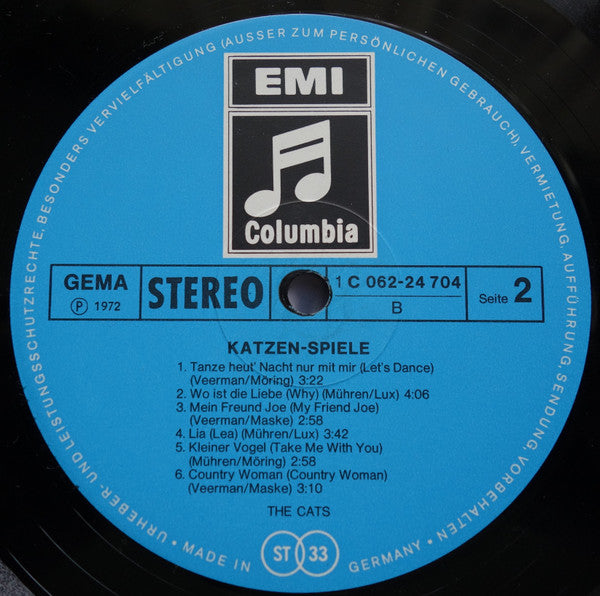 URHEBER- UND LEISTUNGSSCHUTZRECHTE, BESONDERS VERVIELFÄLTIGUNG (AUSSER ZUM PERSÖNLICHEN GEBRAUCH), VERMIETUNG, AUFFÜHRUNG, SENDUNG, VORBEHALTEN •
EMI
Columbia
GEMA
Ⓟ 1972
STEREO
1 C 062-24 704
B
Seite 2
KATZEN-SPIELE
1. Tanze heut' Nacht nur mit mir (Let's Dance)
(Veerman/Möring) 3:22
2. Wo ist die Liebe (Why) (Mühren/Lux) 4:06
3. Mein Freund Joe (My Friend Joe)
(Veerman/Maske) 2:58
4. Lia (Lea) (Mühren/Lux) 3:42
5. Kleiner Vogel (Take Me With You)
(Mühren/Möring) 2:58
6. Country Woman (Country Woman)
(Veerman/Maske) 3:10
THE CATS
• MADE IN GERMANY •
ST 33